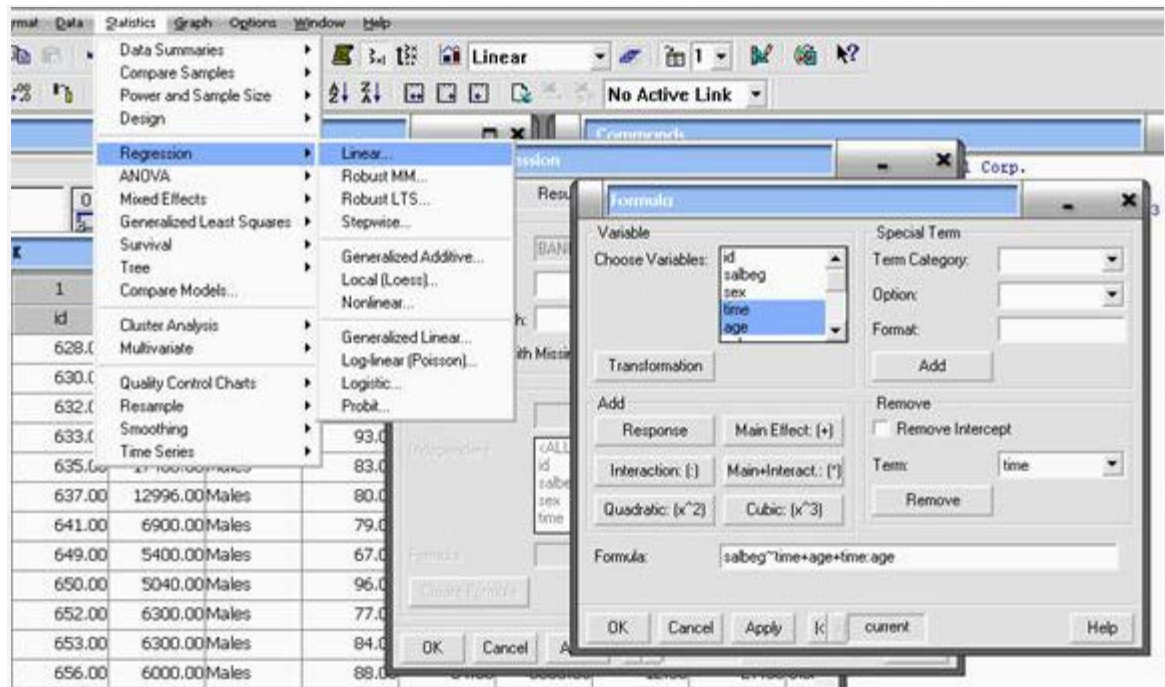 Data Statistics Graph Options Window Help
Linear
1
No Active Link
Data Summaries
Compare Samples
Power and Sample Size
Design
Regression
ANOVA
Mixed Effects
Generalized Least Squares
Survival
Tree
Compare Models...
Cluster Analysis
Multivariate
Quality Control Charts
Resample
Smoothing
Time Series
Linear...
Robust MM...
Robust LTS...
Stepwise...
Generalized Additive...
Local (Loess)...
Nonlinear...
Generalized Linear...
Log-linear (Poisson)...
Logistic...
Probit...
Commands
Corp.
3
1
id
628.0
630.0
632.0
633.0 93.0
635.00 83.0
637.00 12996.00 Males 80.0
641.00 6900.00 Males 79.0
649.00 5400.00 Males 67.0
650.00 5040.00 Males 96.0
652.00 6300.00 Males 77.0
653.00 6300.00 Males 84.0
656.00 6000.00 Males 88.0
Independent
id
sex
time
Formula
Create Formula
OK Cancel
Formula
Variable
Choose Variables:
id
salbeg
sex
time
age
Transformation
Special Term
Term Category:
Option:
Format:
Add
Add
Response Main Effect: (+)
Interaction: (:) Main+Interact.: (*)
Quadratic: (x^2) Cubic: (x^3)
Remove
Remove Intercept
Term: time
Remove
Formula: salbeg~time+age+time:age
OK Cancel Apply current Help